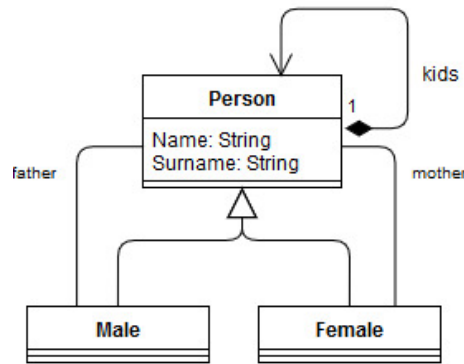 kids
Person
1
Name: String
Surname: String
father
mother
Male
Female